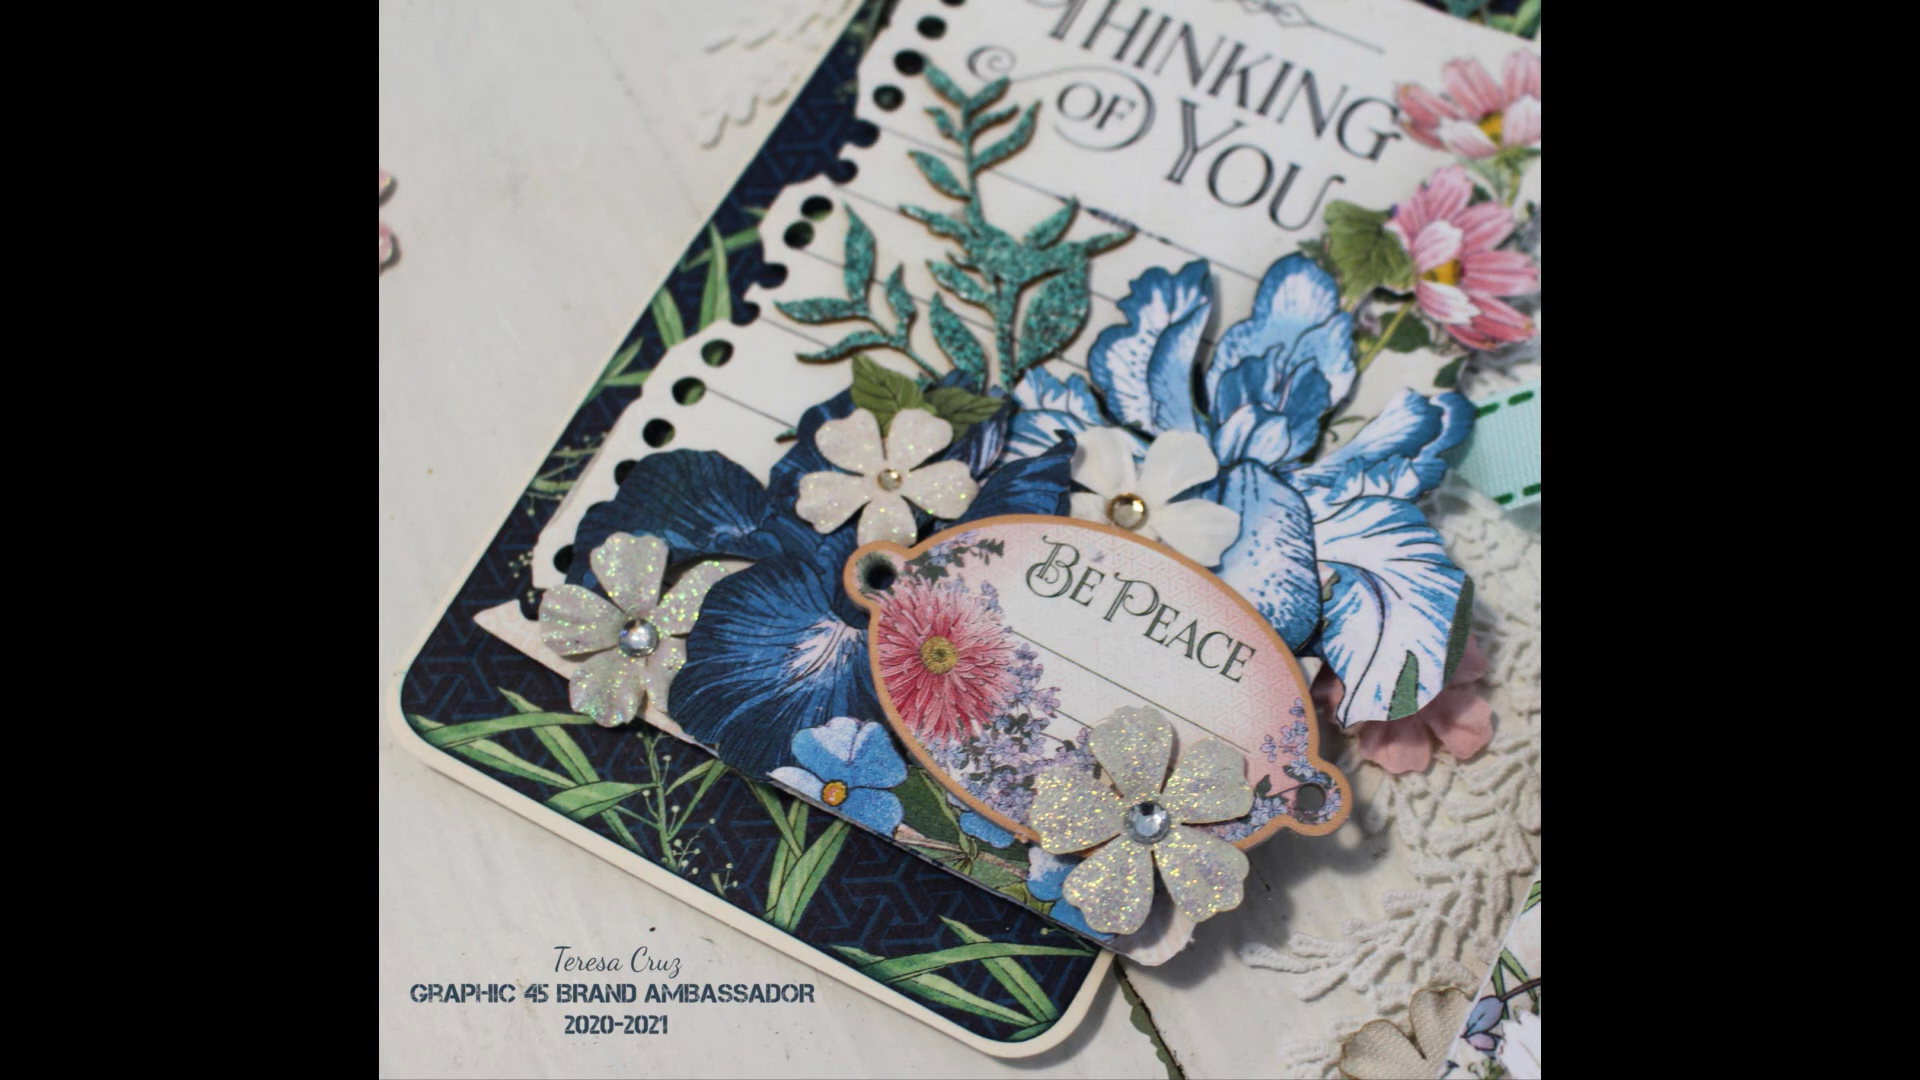 THINKING
OF YOU
BE PEACE
Teresa Cruz
GRAPHIC 45 BRAND AMBASSADOR
2020-2021